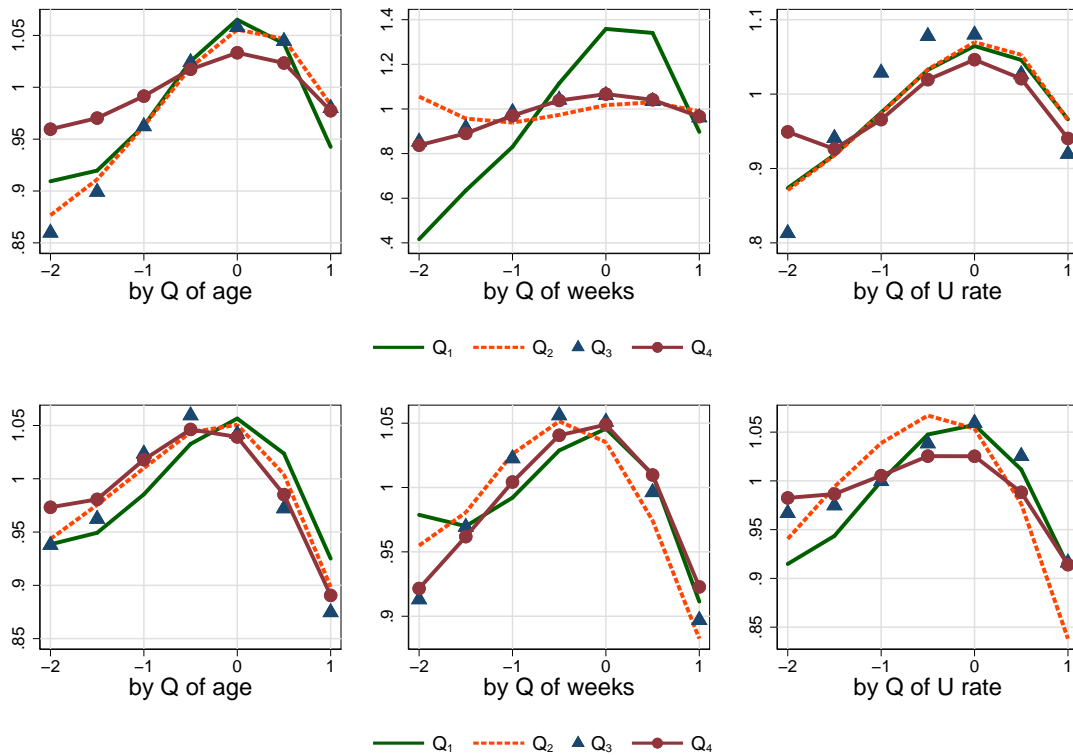 1.05
1
.95
.9
.85
−2 −1 0 1
by Q of age
1.4
1.2
1
.8
.6
.4
−2 −1 0 1
by Q of weeks
1.1
1
.9
.8
−2 −1 0 1
by Q of U rate
Q₁ Q₂ Q₃ Q₄
1.05
1
.95
.9
.85
−2 −1 0 1
by Q of age
1.05
1
.95
.9
−2 −1 0 1
by Q of weeks
1.05
1
.95
.9
.85
−2 −1 0 1
by Q of U rate
Q₁ Q₂ Q₃ Q₄